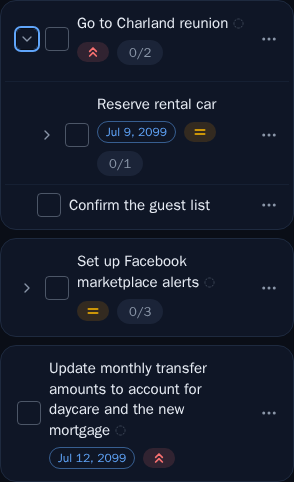 Go to Charland reunion
0/2
Reserve rental car
Jul 9, 2099
0/1
Confirm the guest list
Set up Facebook
marketplace alerts
0/3
Update monthly transfer
amounts to account for
daycare and the new
mortgage
Jul 12, 2099